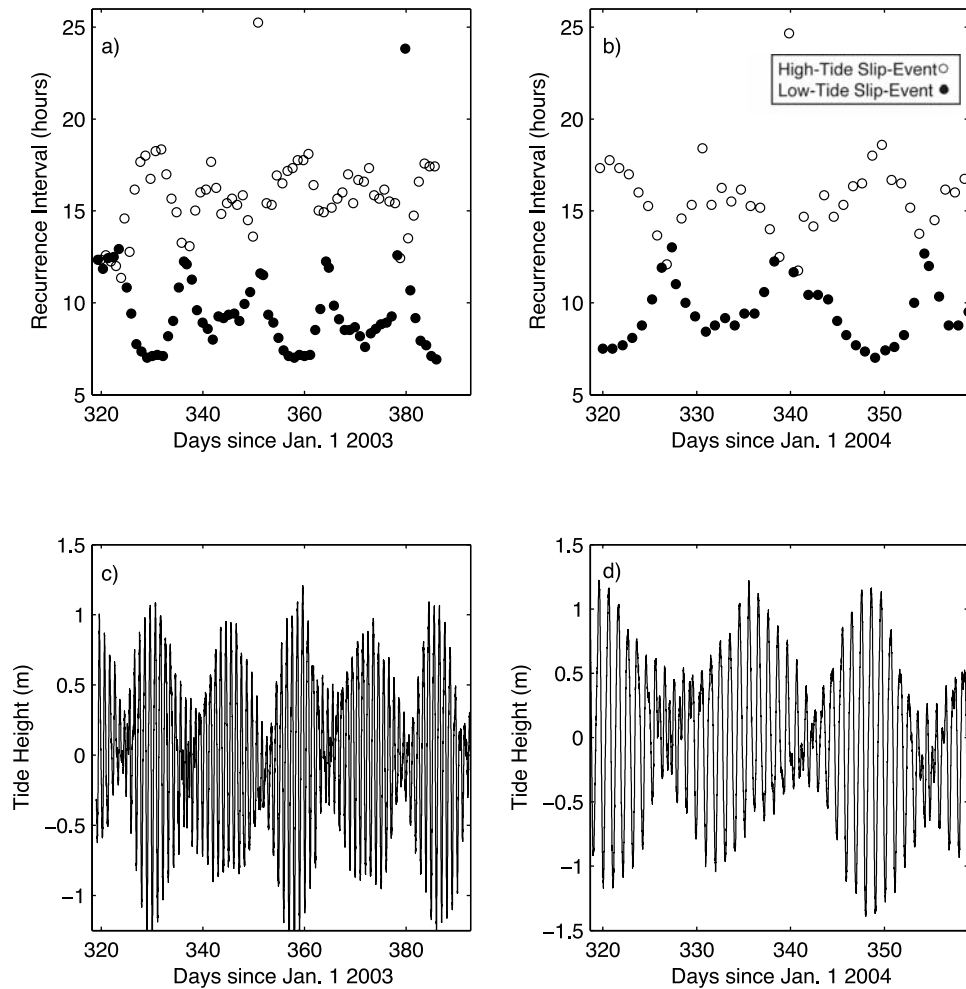 a)
25
20
15
10
5
Recurrence Interval (hours)
320 340 360 380
Days since Jan. 1 2003
b)
High-Tide Slip-Event
Low-Tide Slip-Event
25
20
15
10
5
Recurrence Interval (hours)
320 330 340 350
Days since Jan. 1 2004
c)
1.5
1
0.5
0
−0.5
−1
Tide Height (m)
320 340 360 380
Days since Jan. 1 2003
d)
1.5
1
0.5
0
−0.5
−1
−1.5
Tide Height (m)
320 330 340 350
Days since Jan. 1 2004